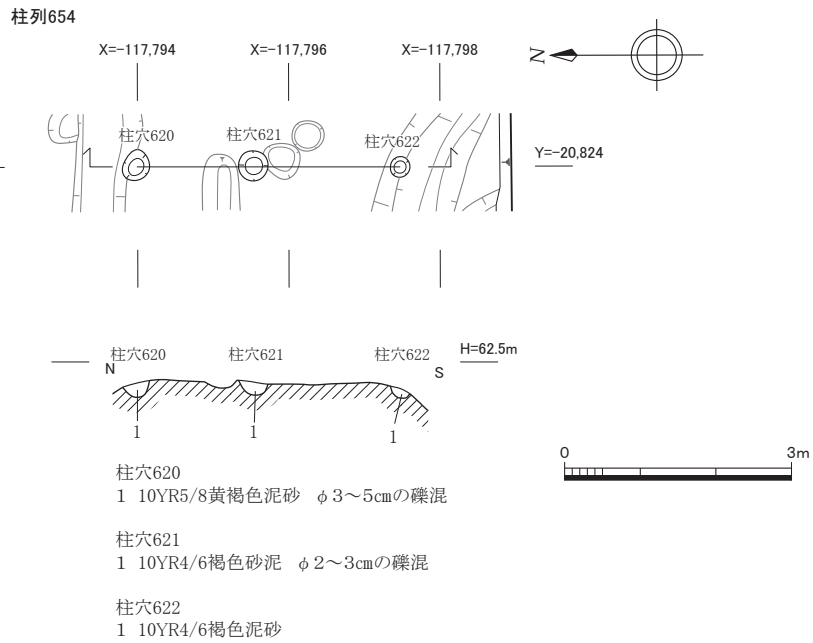 柱列654
X=-117,794 X=-117,796 X=-117,798
N
柱穴620 柱穴621 柱穴622
Y=-20,824
柱穴620 柱穴621 柱穴622 H=62.5m
N S
1 1 1
0 3m
柱穴620
1 10YR5/8黄褐色泥砂 φ3～5㎝の礫混
柱穴621
1 10YR4/6褐色砂泥 φ2～3㎝の礫混
柱穴622
1 10YR4/6褐色泥砂